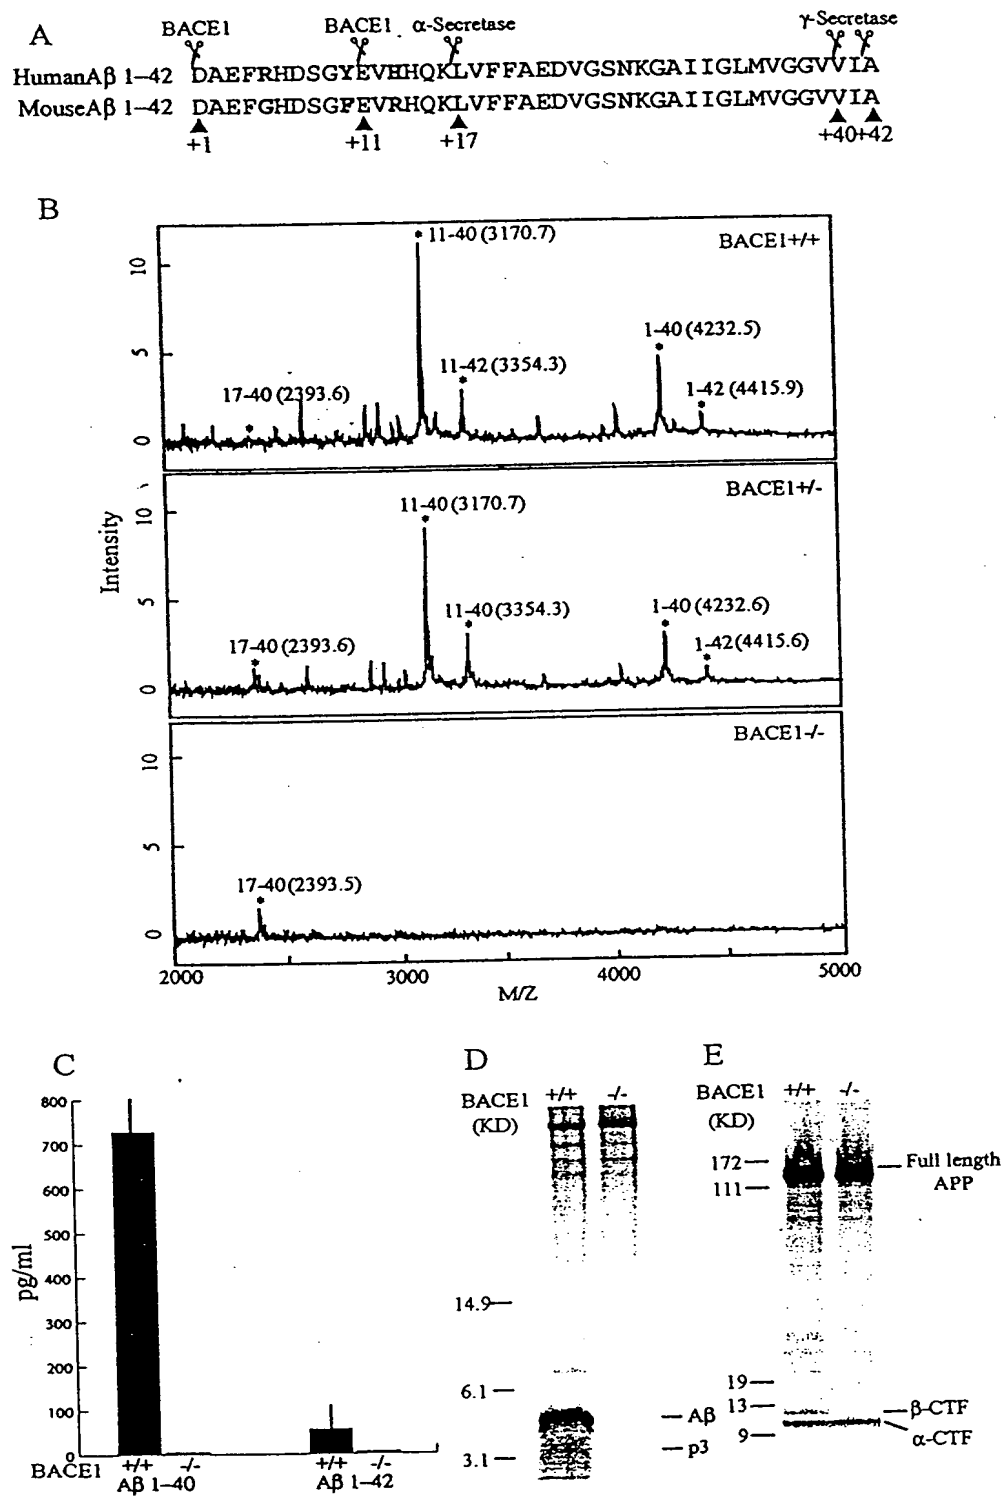 A
BACE1 BACE1 α-Secretase γ-Secretase
HumanAβ 1–42 DAEFRHDSGYEVHHQKLVFFAEDVGSNKGAIIGLMVGGVVIA
MouseAβ 1–42 DAEFGHDSGFEVRHQKLVFFAEDVGSNKGAIIGLMVGGVVIA
+1 +11 +17 +40+42
B
BACE1+/+
* 11-40 (3170.7)
1-40 (4232.5)
*
11-42 (3354.3)
*
1-42 (4415.9)
*
17-40 (2393.6)
*
10
5
0
BACE1+/-
11-40 (3170.7)
*
11-40 (3354.3)
*
1-40 (4232.6)
*
1-42 (4415.6)
*
17-40 (2393.6)
*
10
5
0
Intensity
BACE1-/-
17-40 (2393.5)
*
10
5
0
2000 3000 4000 5000
M/Z
C
800
700
600
500
400
300
200
100
0
pg/ml
BACE1 +/+ -/- +/+ -/-
Aβ 1–40 Aβ 1–42
D
BACE1 +/+ -/-
(KD)
14.9
6.1
3.1
Aβ
p3
E
BACE1 +/+ -/-
(KD)
172
111
19
13
9
Full length
APP
β-CTF
α-CTF